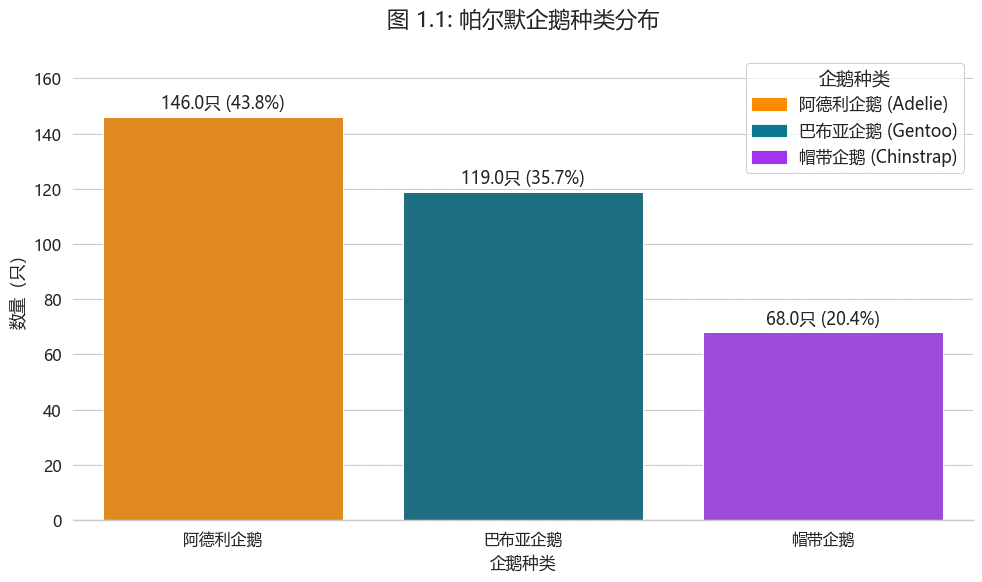 图 1.1: 帕尔默企鹅种类分布
企鹅种类
阿德利企鹅 (Adelie)
巴布亚企鹅 (Gentoo)
帽带企鹅 (Chinstrap)
160
140
120
100
80
60
40
20
0
数量（只）
146.0只 (43.8%)
119.0只 (35.7%)
68.0只 (20.4%)
阿德利企鹅
巴布亚企鹅
帽带企鹅
企鹅种类